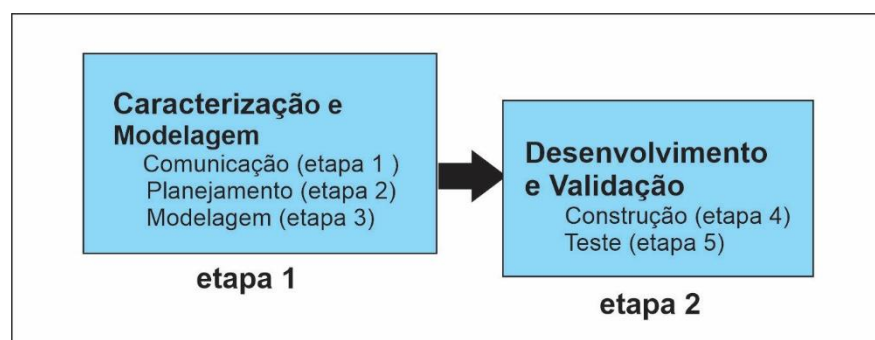 Caracterização e
Modelagem
Comunicação (etapa 1 )
Planejamento (etapa 2)
Modelagem (etapa 3)
etapa 1
Desenvolvimento
e Validação
Construção (etapa 4)
Teste (etapa 5)
etapa 2